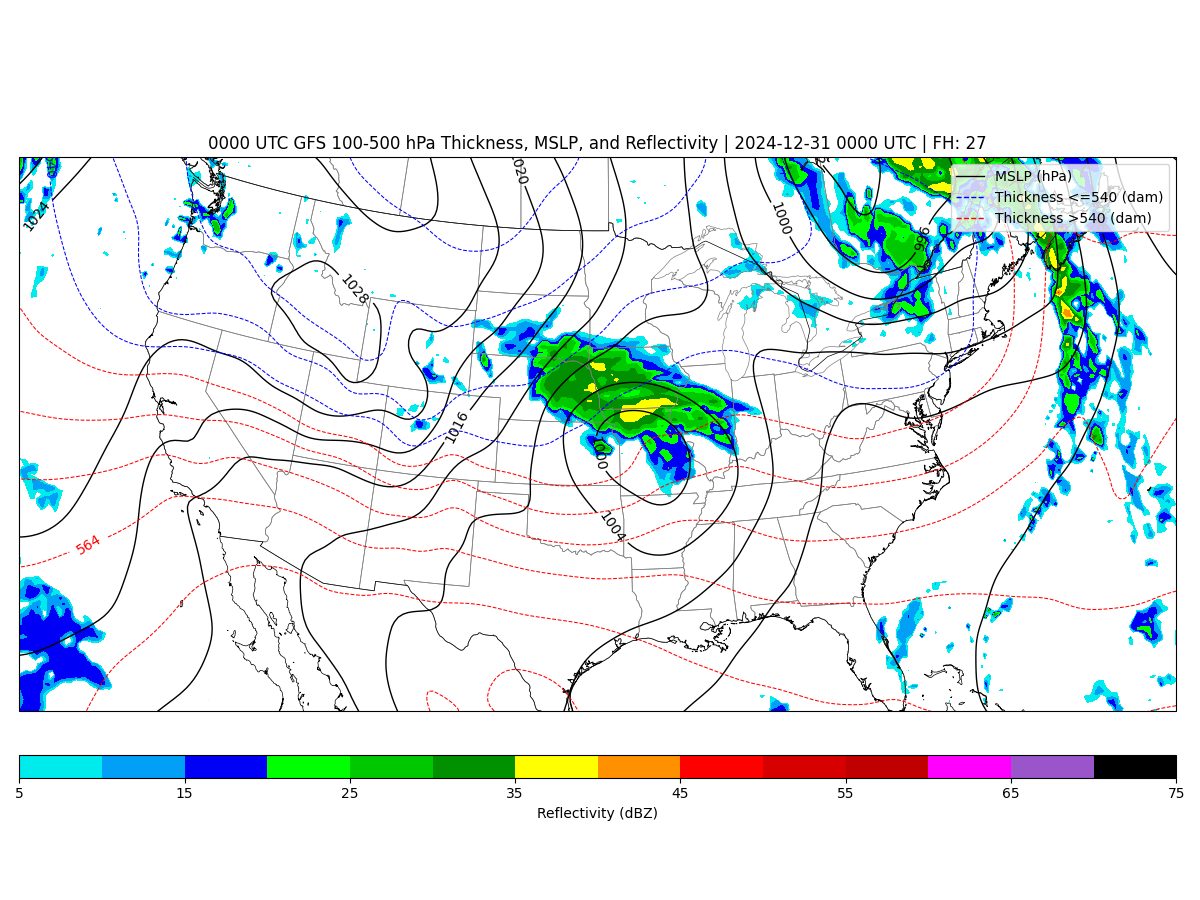 0000 UTC GFS 100-500 hPa Thickness, MSLP, and Reflectivity | 2024-12-31 0000 UTC | FH: 27
MSLP (hPa)
Thickness <=540 (dam)
Thickness >540 (dam)
1020
1024
1000
996
1028
1016
1004
564
5 15 25 35 45 55 65 75
Reflectivity (dBZ)